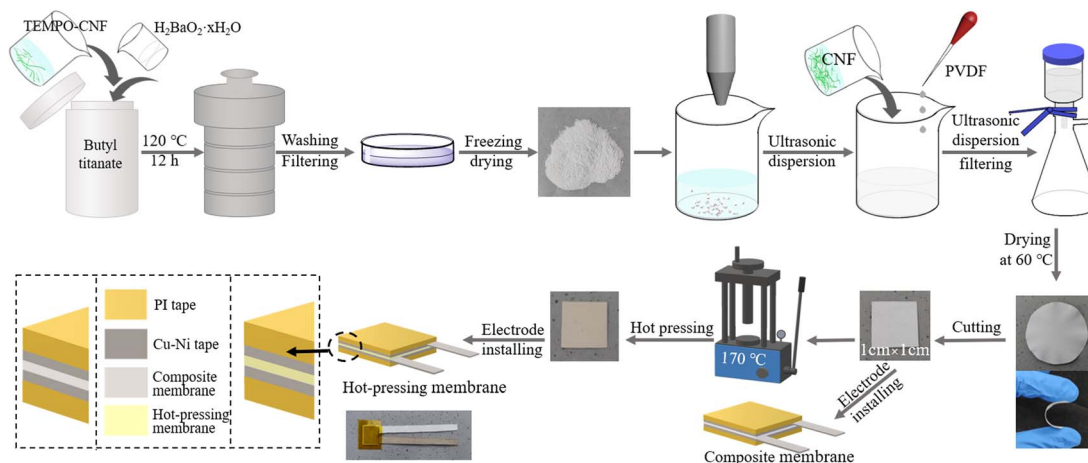 TEMPO-CNF
H₂BaO₂·xH₂O
Butyl
titanate
120 ℃
12 h
Washing
Filtering
Freezing
drying
Ultrasonic
dispersion
CNF
PVDF
Ultrasonic
dispersion
filtering
Drying
at 60 ℃
Cutting
1cm×1cm
170 ℃
Hot pressing
Electrode
installing
Electrode
installing
Composite membrane
Hot-pressing membrane
PI tape
Cu-Ni tape
Composite
membrane
Hot-pressing
membrane